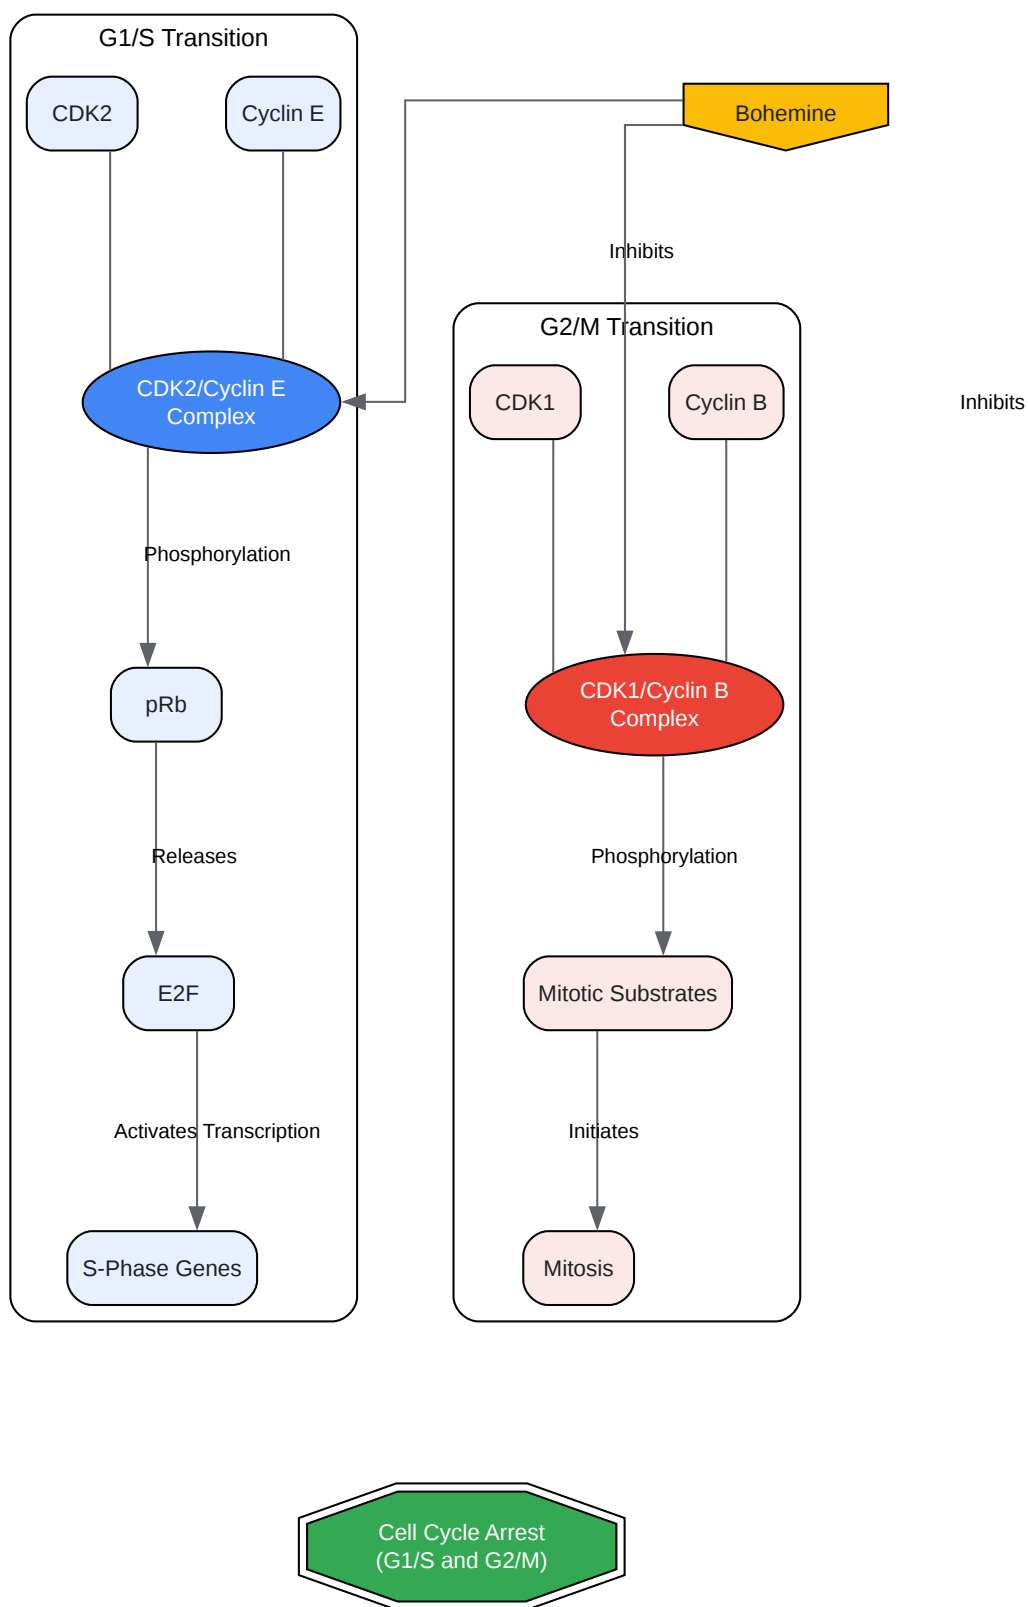 G1/S Transition
CDK2
Cyclin E
Bohemine
Inhibits
G2/M Transition
CDK2/Cyclin E
Complex
CDK1
Cyclin B
Inhibits
Phosphorylation
pRb
CDK1/Cyclin B
Complex
Releases
Phosphorylation
E2F
Mitotic Substrates
Activates Transcription
Initiates
S-Phase Genes
Mitosis
Cell Cycle Arrest
(G1/S and G2/M)